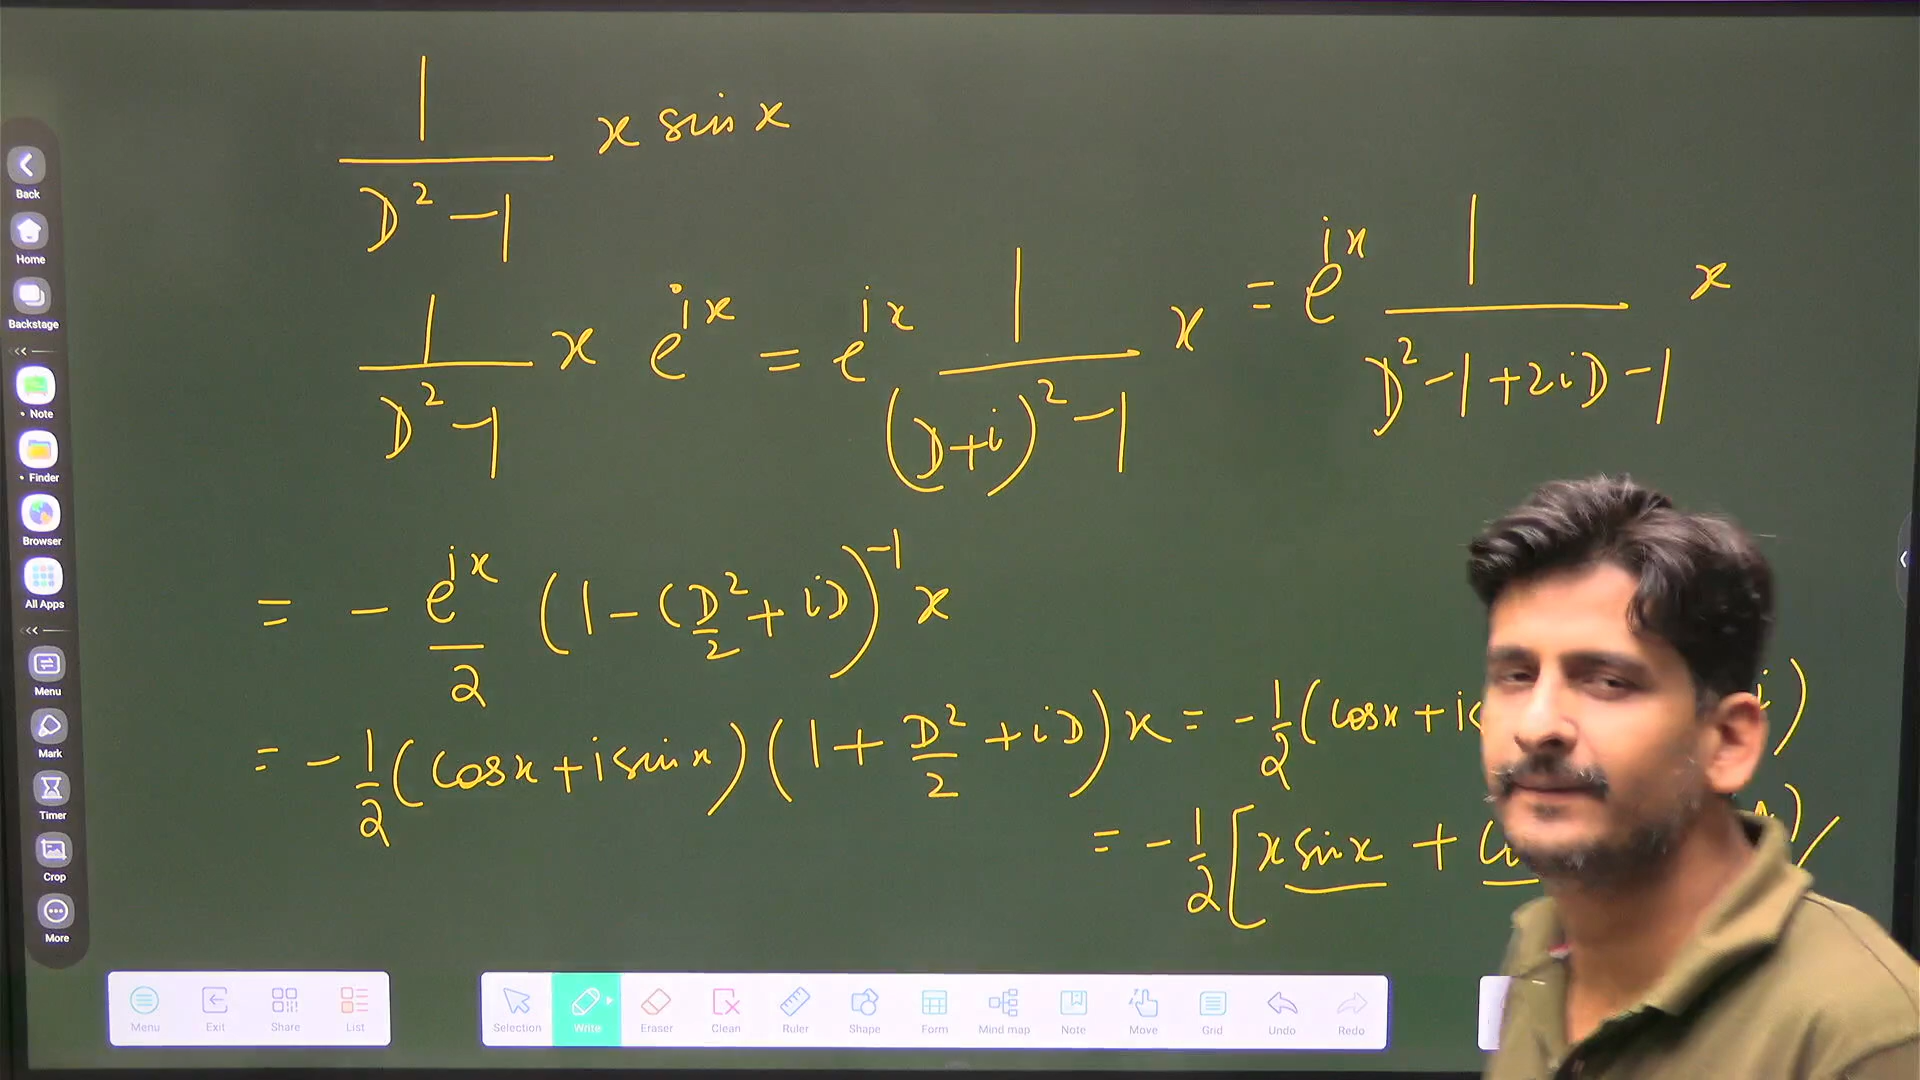 1/(D² - 1) x sin x
1/(D² - 1) x e^{ix} = e^{ix} 1/((D+i)² - 1) x = e^{ix} 1/(D² - 1 + 2iD - 1) x
= - e^{ix}/2 (1 - (D²/2 + iD))^{-1} x
= - 1/2 (cosx + i sin x) (1 + D²/2 + iD) x = - 1/2 (cosx + i
= - 1/2 [x sin x +
Back
Home
Backstage
Note
Finder
Browser
All Apps
Menu
Mark
Timer
Crop
More
Menu Exit Share List
Selection Write Eraser Clean Ruler Shape Form Mind map Note Move Grid Undo Redo